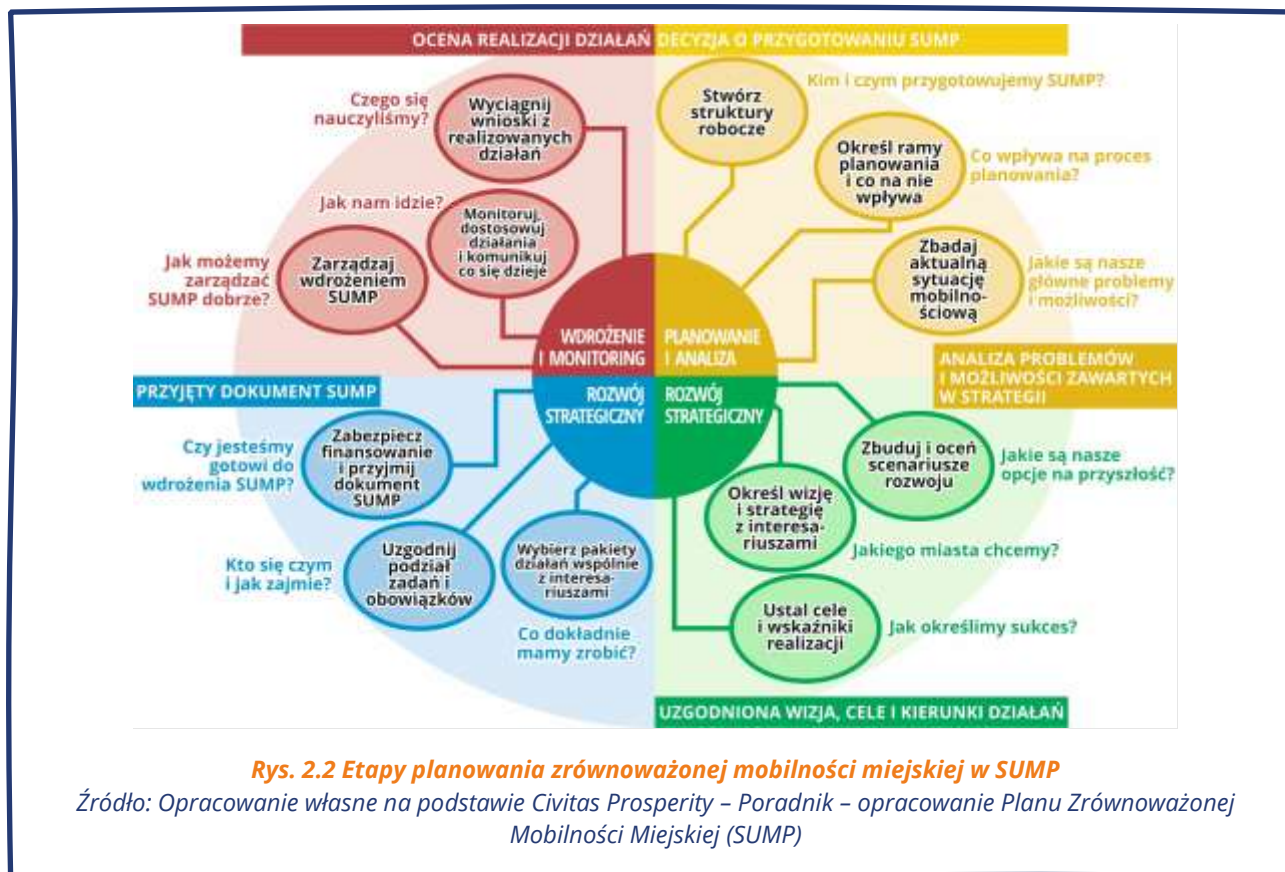 OCENA REALIZACJI DZIAŁAŃ
DECYZJA O PRZYGOTOWANIU SUMP
Kim i czym przygotowujemy SUMP?
Stwórz
struktury
robocze
Określ ramy
planowania
i co na nie
wpływa
Co wpływa na proces
planowania?
Zbadaj
aktualną
sytuację
mobilno-
ściową
Jakie są nasze
główne problemy
i możliwości?
PLANOWANIE
I ANALIZA
ANALIZA PROBLEMÓW
I MOŻLIWOŚCI ZAWARTYCH
W STRATEGII
ROZWÓJ
STRATEGICZNY
Zbuduj i oceń
scenariusze
rozwoju
Jakie są nasze
opcje na przyszłość?
Określ wizję
i strategię
z interesa-
riuszami
Jakiego miasta chcemy?
Ustal cele
i wskaźniki
realizacji
Jak określimy sukces?
UZGODNIONA WIZJA, CELE I KIERUNKI DZIAŁAŃ
ROZWÓJ
STRATEGICZNY
Wybierz pakiety
działań wspólnie
z interesa-
riuszami
Co dokładnie
mamy zrobić?
Uzgodnij
podział
zadań i
obowiązków
Kto się czym
i jak zajmie?
Zabezpiecz
finansowanie
i przyjmij
dokument
SUMP
Czy jesteśmy
gotowi do
wdrożenia SUMP?
PRZYJĘTY DOKUMENT SUMP
WDROŻENIE
I MONITORING
Zarządzaj
wdrożeniem
SUMP
Jak możemy
zarządzać
SUMP dobrze?
Monitoruj,
dostosowuj
działania
i komunikuj
co się dzieje
Jak nam idzie?
Wyciągnij
wnioski z
realizowanych
działań
Czego się
nauczyliśmy?
Rys. 2.2 Etapy planowania zrównoważonej mobilności miejskiej w SUMP
Źródło: Opracowanie własne na podstawie Civitas Prosperity – Poradnik – opracowanie Planu Zrównoważonej
Mobilności Miejskiej (SUMP)